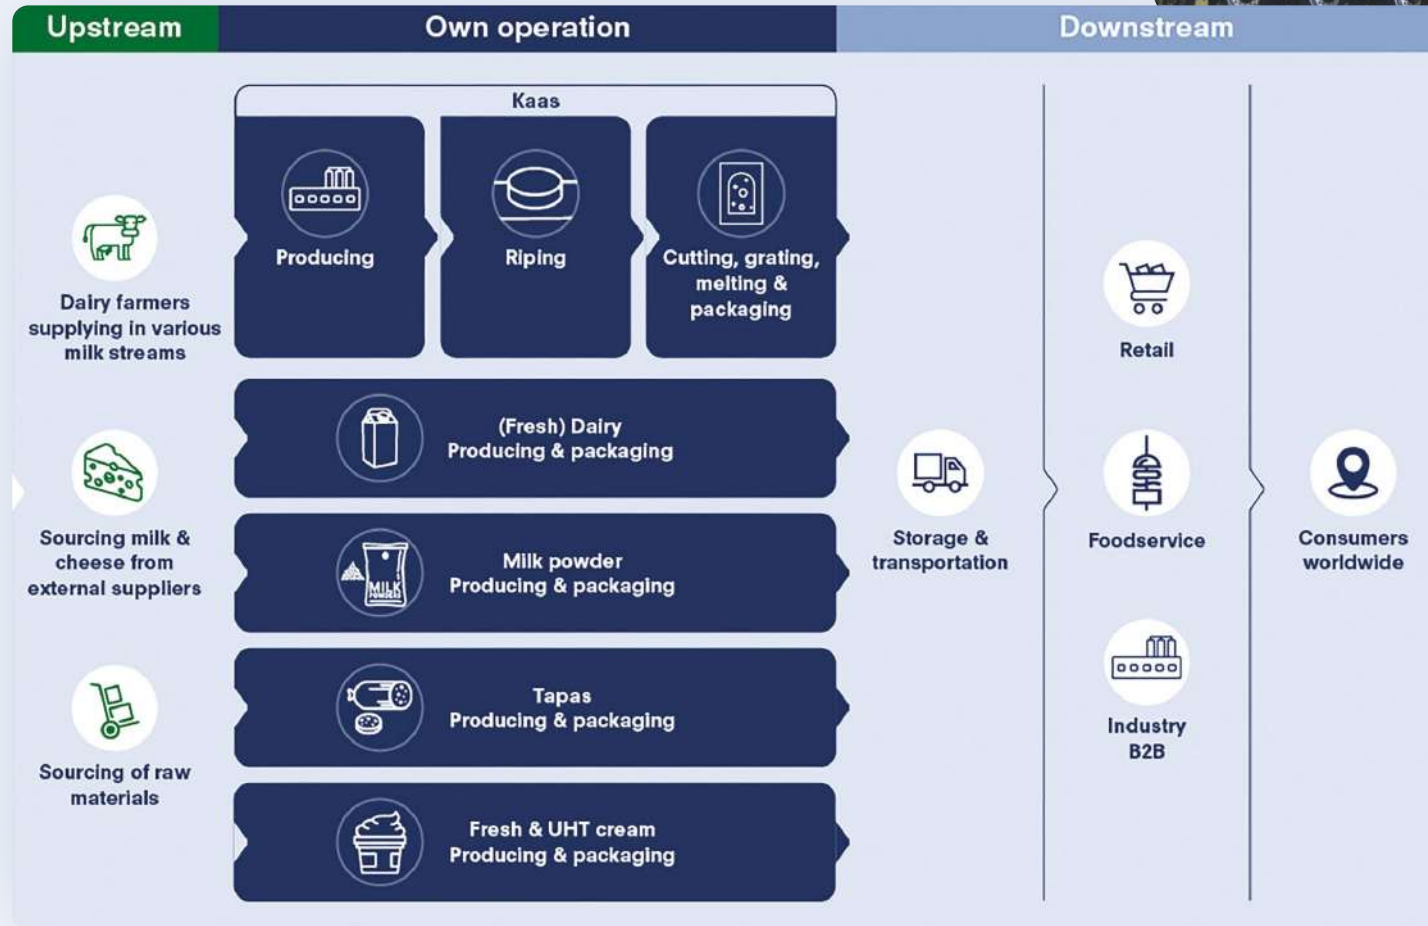 Upstream
Own operation
Downstream
Kaas
Producing
Riping
Cutting, grating,
melting &
packaging
Dairy farmers
supplying in various
milk streams
Sourcing milk &
cheese from
external suppliers
Sourcing of raw
materials
(Fresh) Dairy
Producing & packaging
MILK
POWDER
Milk powder
Producing & packaging
Tapas
Producing & packaging
Fresh & UHT cream
Producing & packaging
Storage &
transportation
Retail
Foodservice
Industry
B2B
Consumers
worldwide